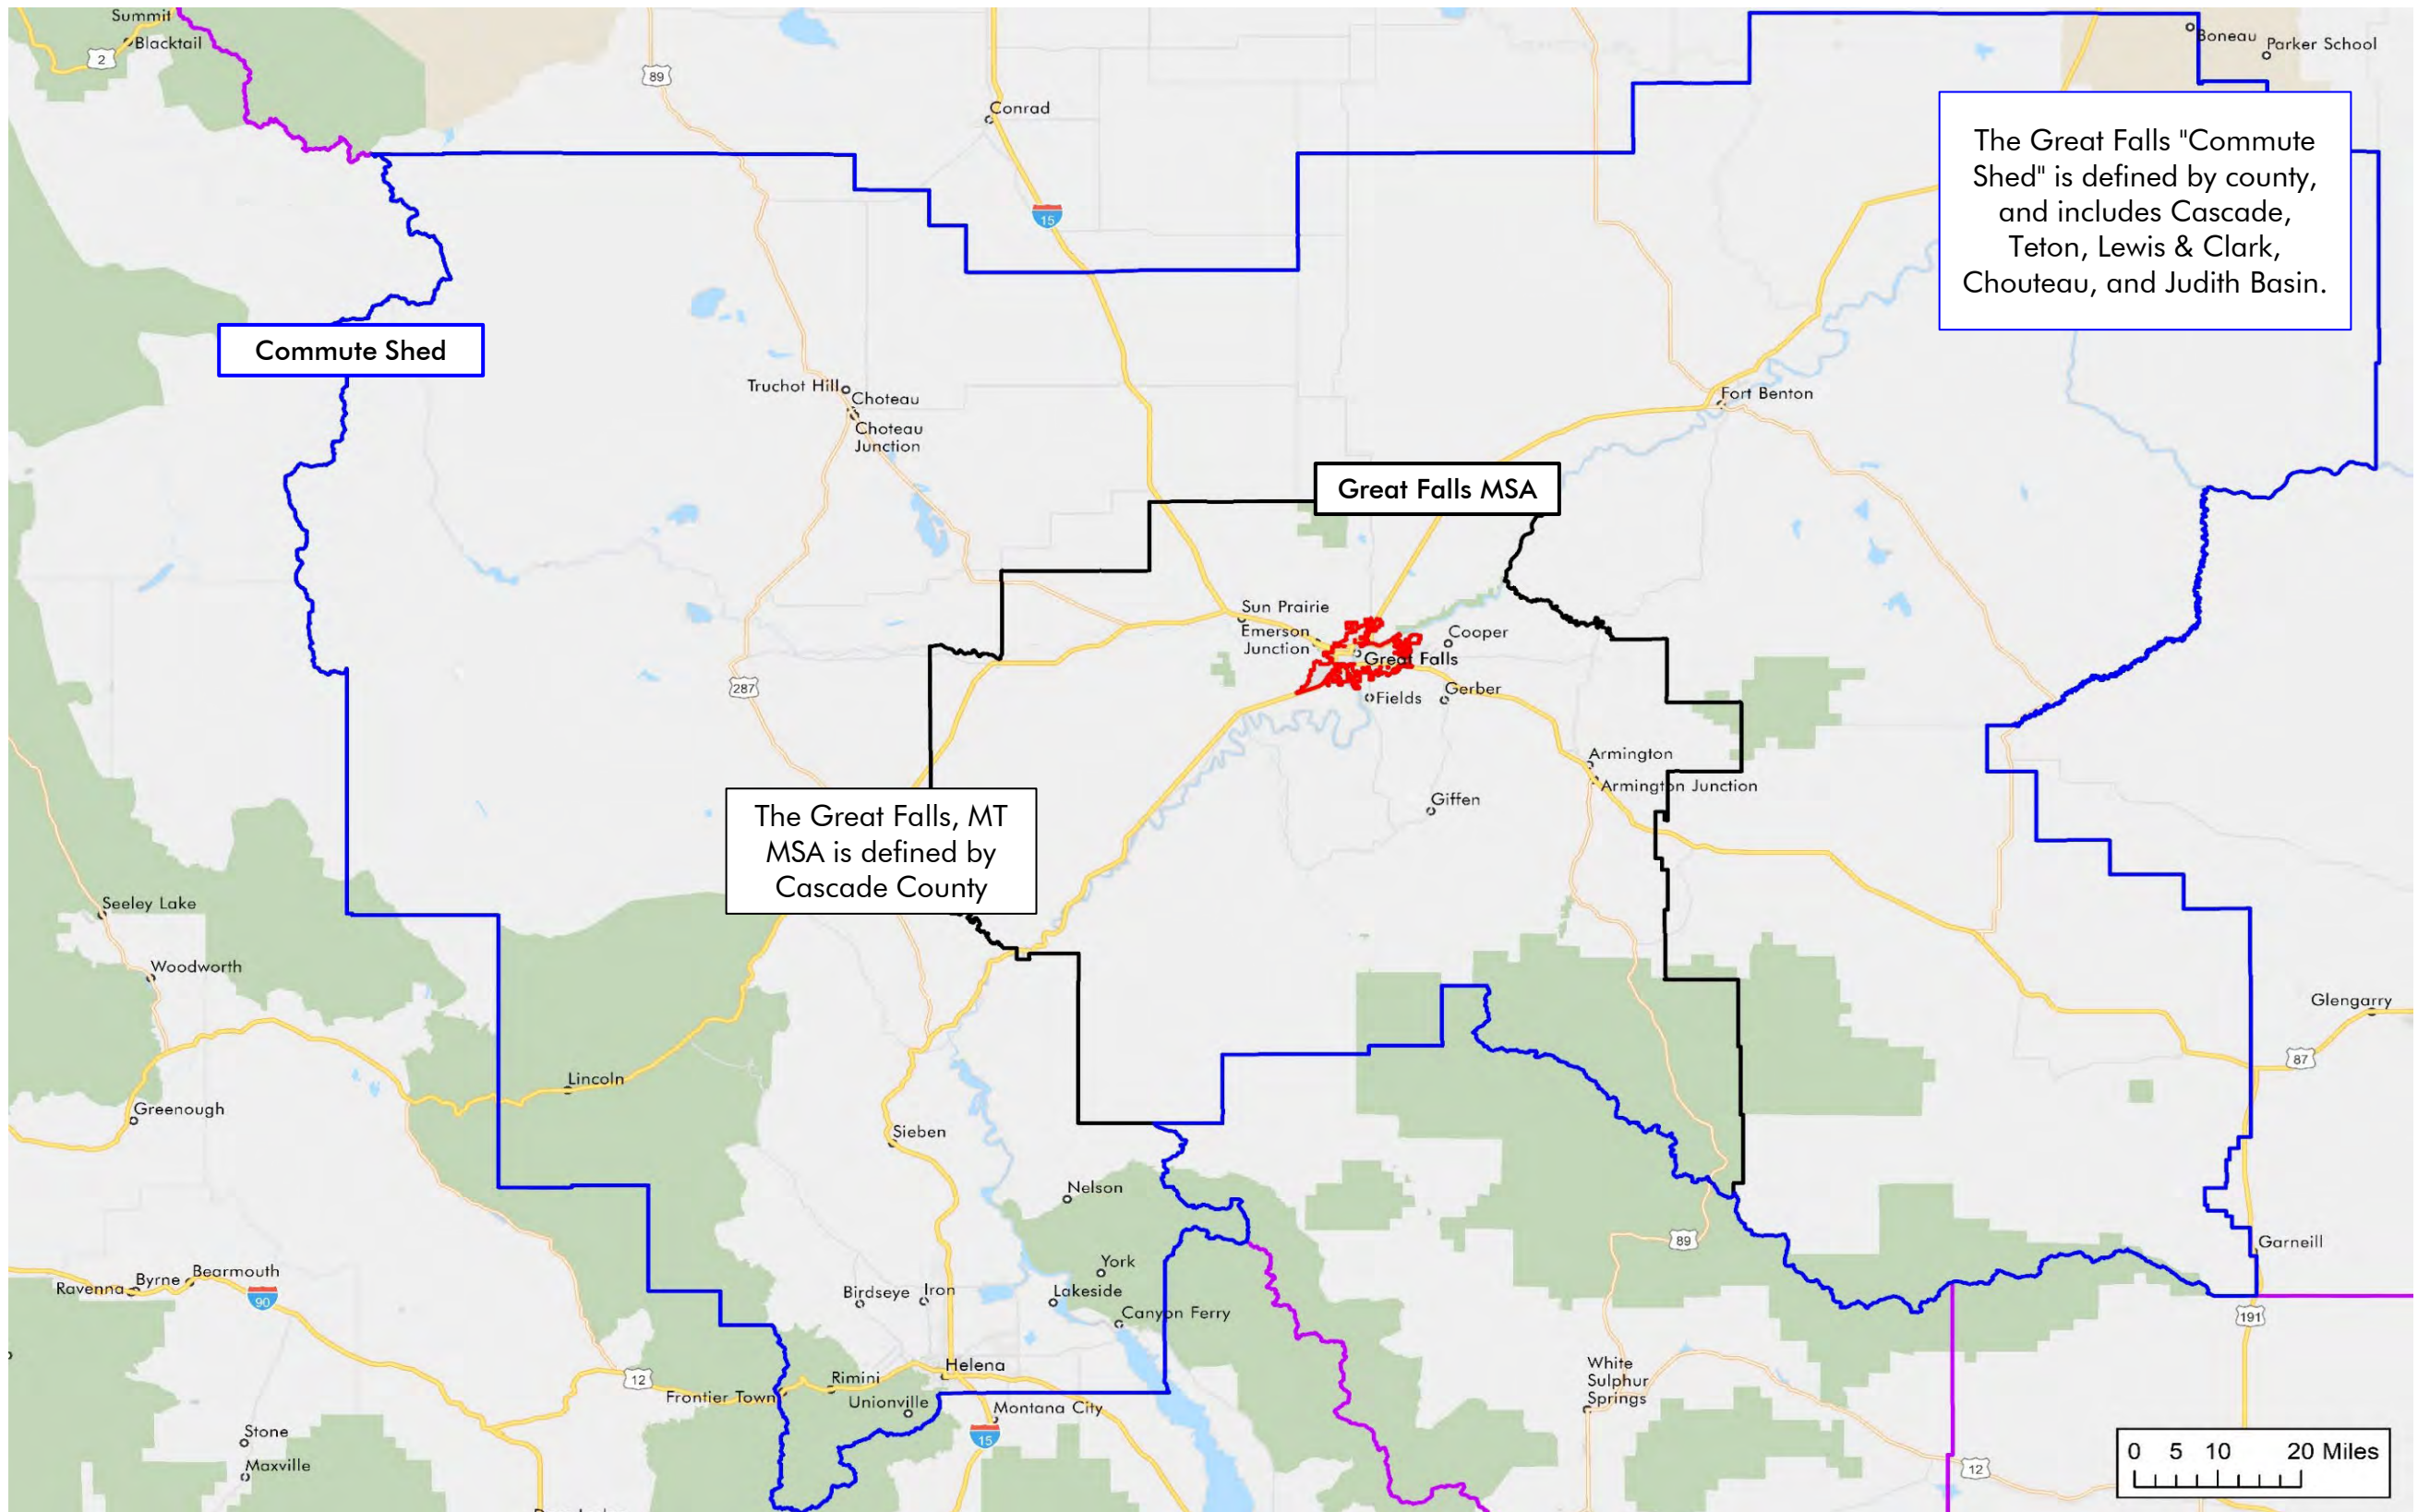 Summit
Blacktail
2
89
Conrad
15
Boneau
Parker School
The Great Falls "Commute
Shed" is defined by county,
and includes Cascade,
Teton, Lewis & Clark,
Chouteau, and Judith Basin.
Commute Shed
Truchot Hill
Choteau
Choteau
Junction
Fort Benton
Great Falls MSA
Sun Prairie
Emerson
Junction
Cooper
Great Falls
Fields
Gerber
287
Armington
Armington Junction
Giffen
The Great Falls, MT
MSA is defined by
Cascade County
Seeley Lake
Woodworth
Glengarry
87
Lincoln
Greenough
Sieben
Nelson
89
Garneill
York
Ravenna
Byrne
Bearmouth
90
Birdseye
Iron
Lakeside
Canyon Ferry
191
Helena
12
Rimini
Frontier Town
Unionville
Montana City
15
White
Sulphur
Springs
Stone
Maxville
12
0 5 10 20 Miles